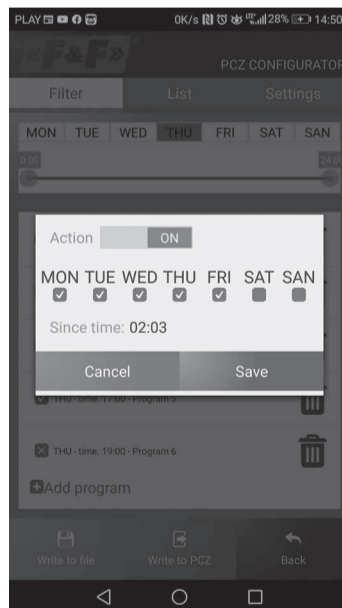 PLAY 0K/s 28% 14:50
«F&F»
PCZ CONFIGURATOR
Filter List Settings
MON TUE WED THU FRI SAT SAN
0:00 24:0
Action ON
MON TUE WED THU FRI SAT SAN
Since time: 02:03
Cancel Save
THU - time. 17:00 - Program 5
THU - time. 19:00 - Program 6
Add program
Write to file Write to PCZ Back